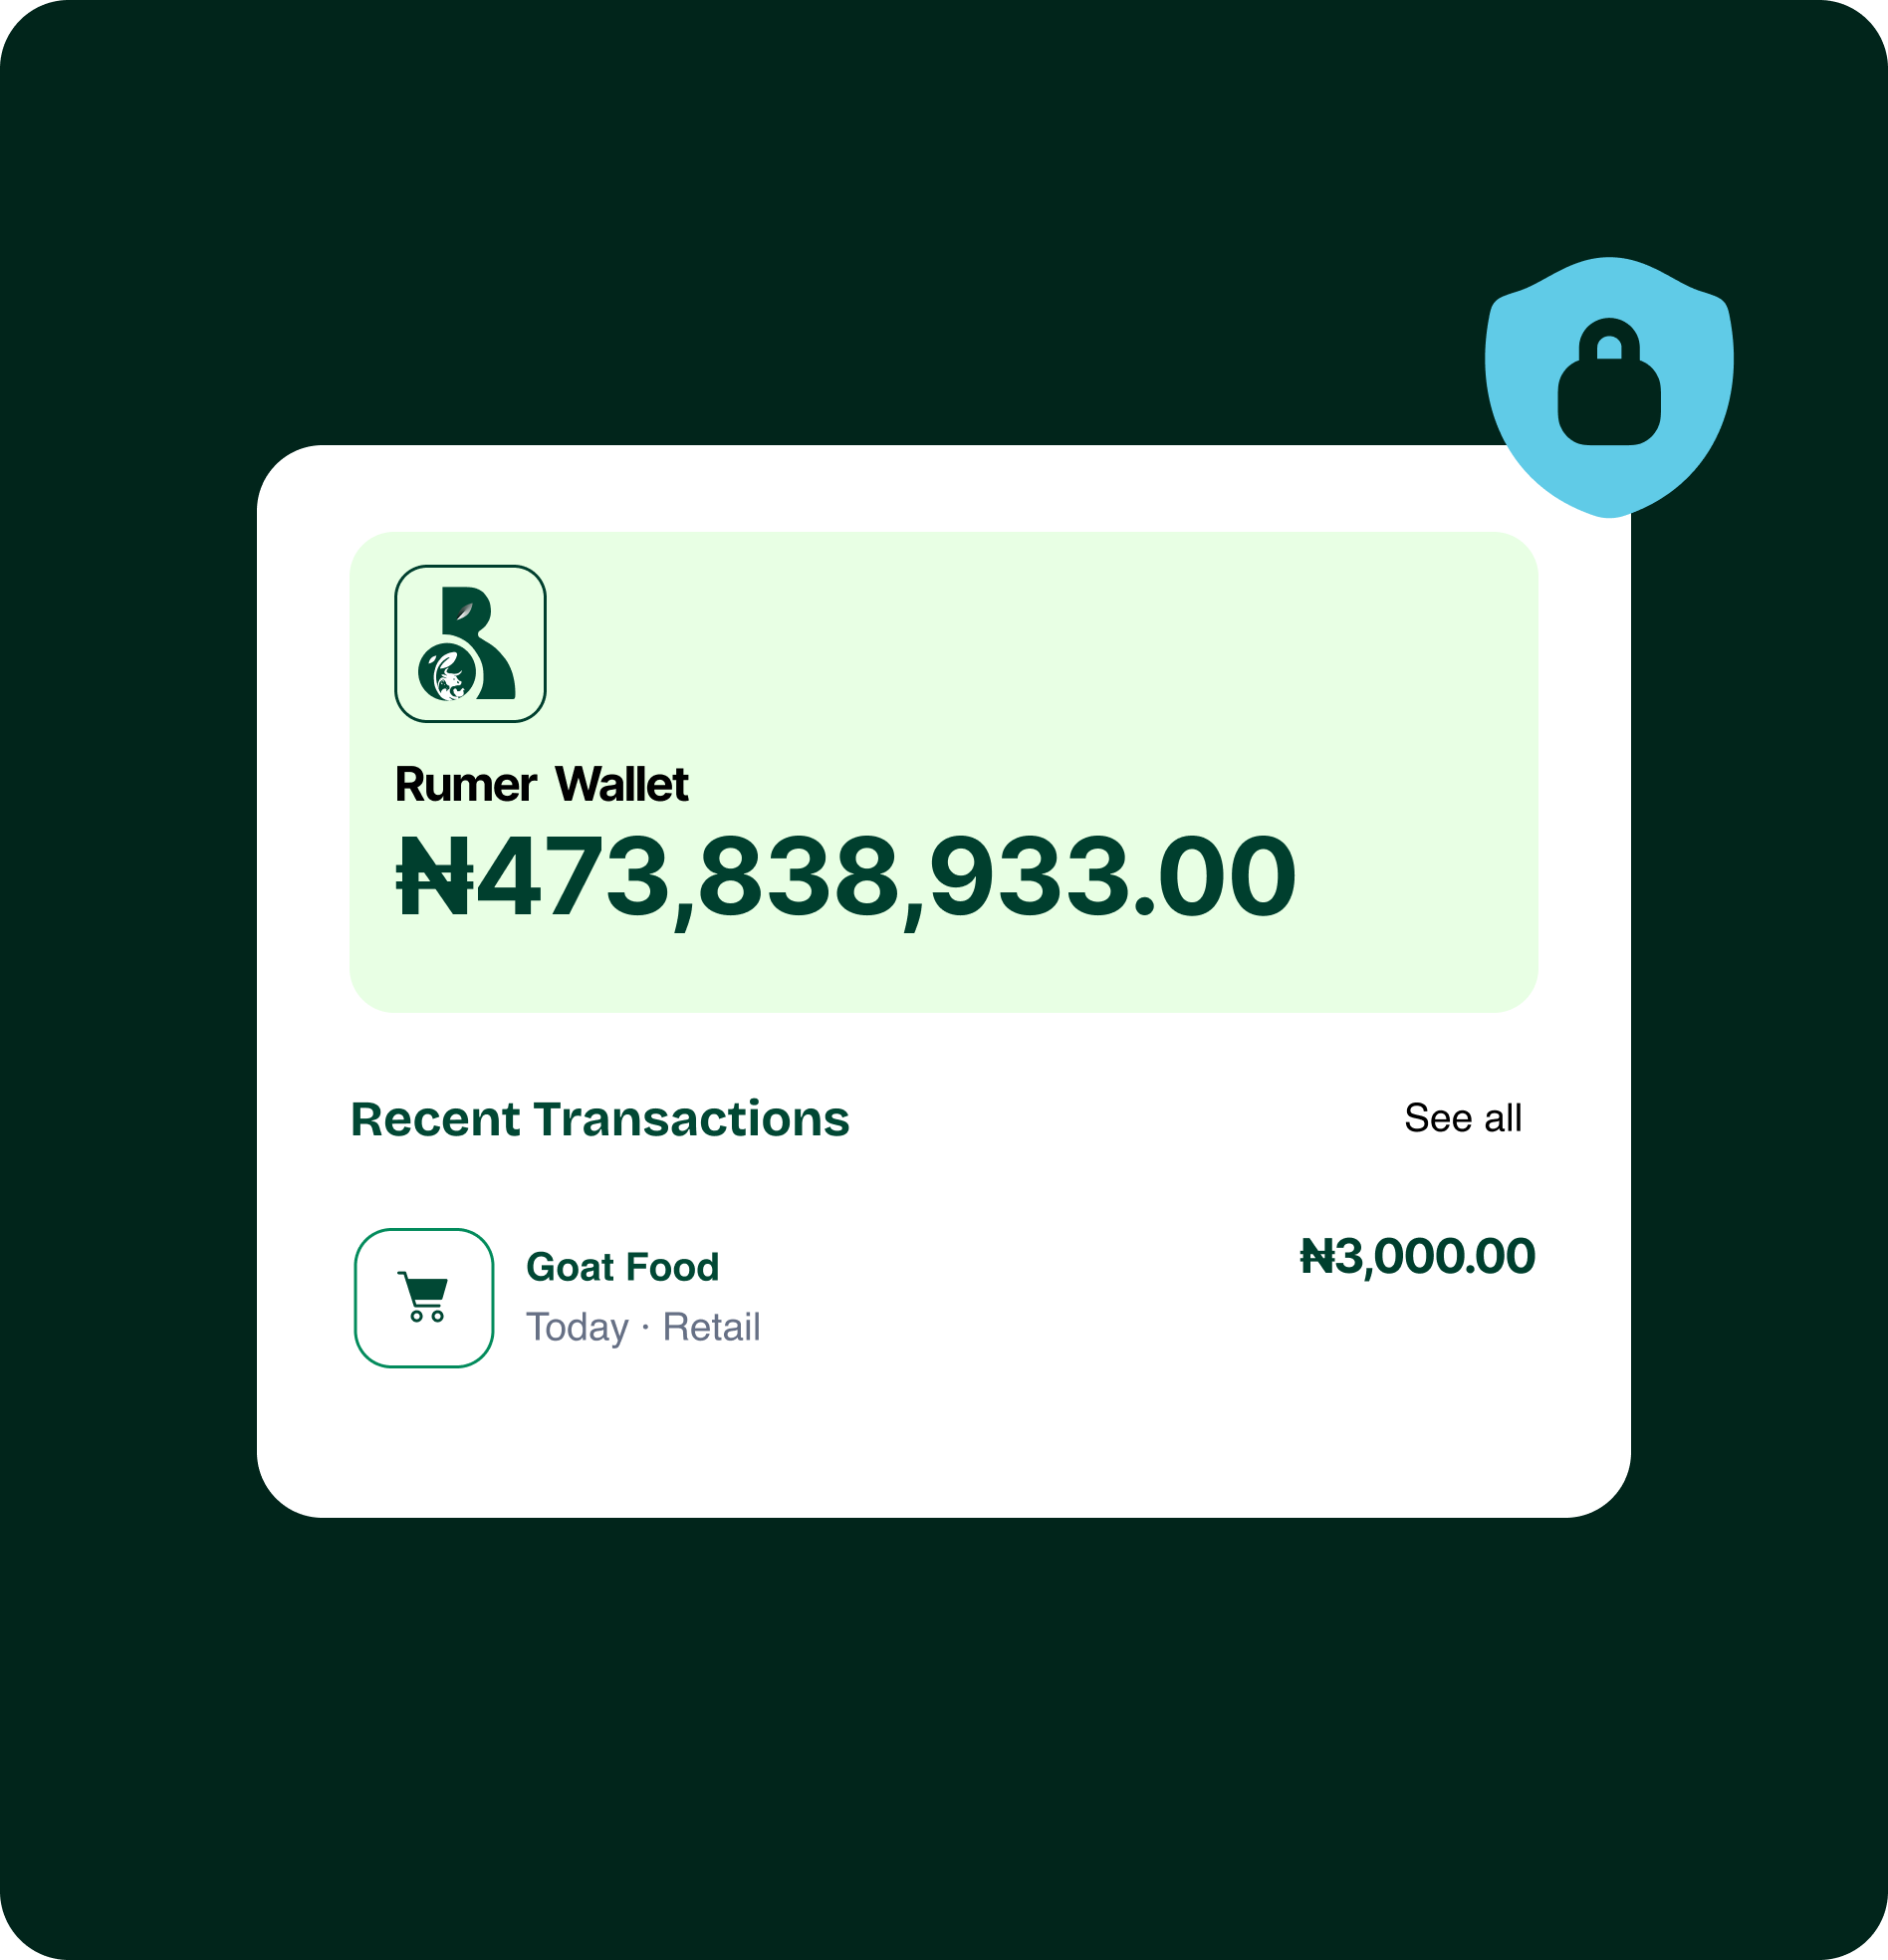 Rumer Wallet
₦473,838,933.00
Recent Transactions
See all
Goat Food
₦3,000.00
Today · Retail